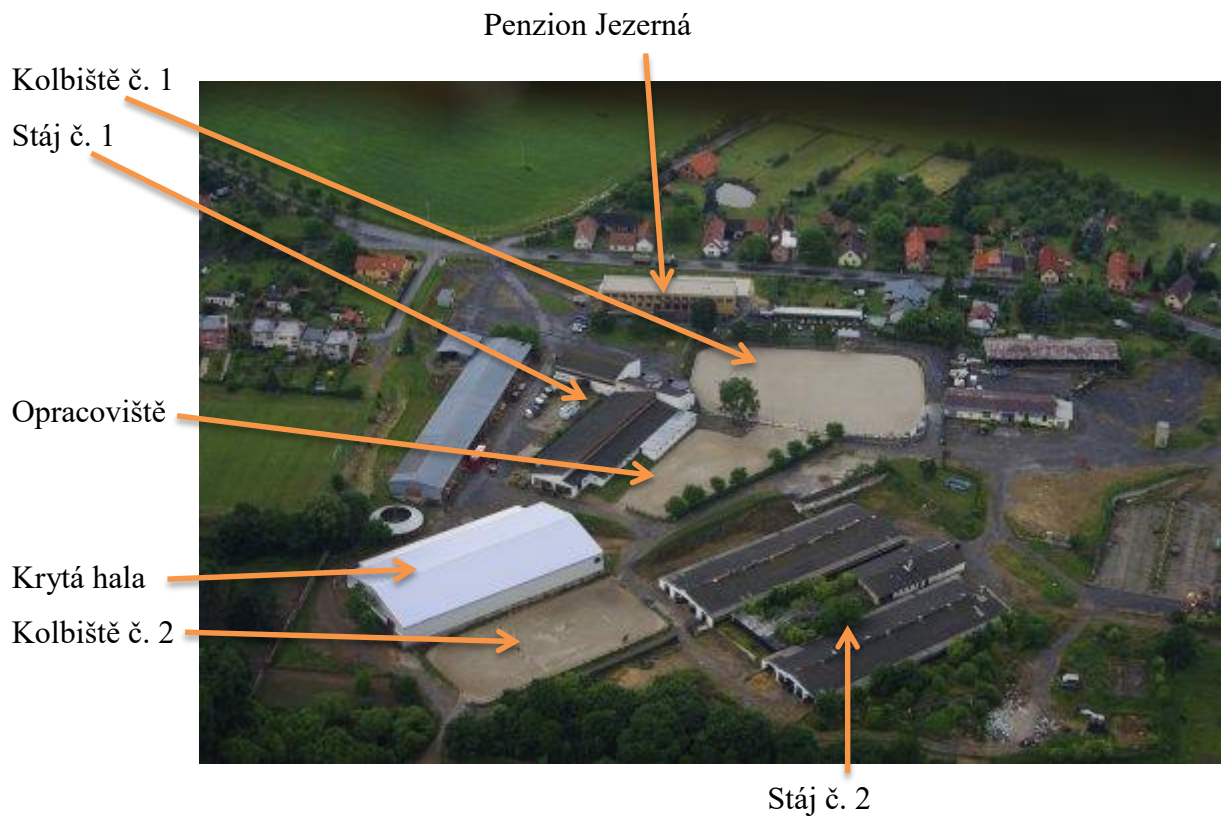 Penzion Jezerná
Kolbiště č. 1
Stáj č. 1
Opracoviště
Krytá hala
Kolbiště č. 2
Stáj č. 2